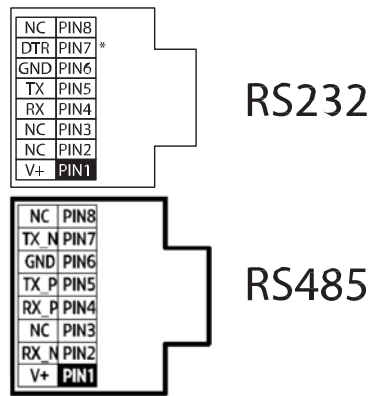 NC PIN8
DTR PIN7 *
GND PIN6
TX PIN5
RX PIN4
NC PIN3
NC PIN2
V+ PIN1
RS232
NC PIN8
TX_N PIN7
GND PIN6
TX_P PIN5
RX_P PIN4
NC PIN3
RX_N PIN2
V+ PIN1
RS485